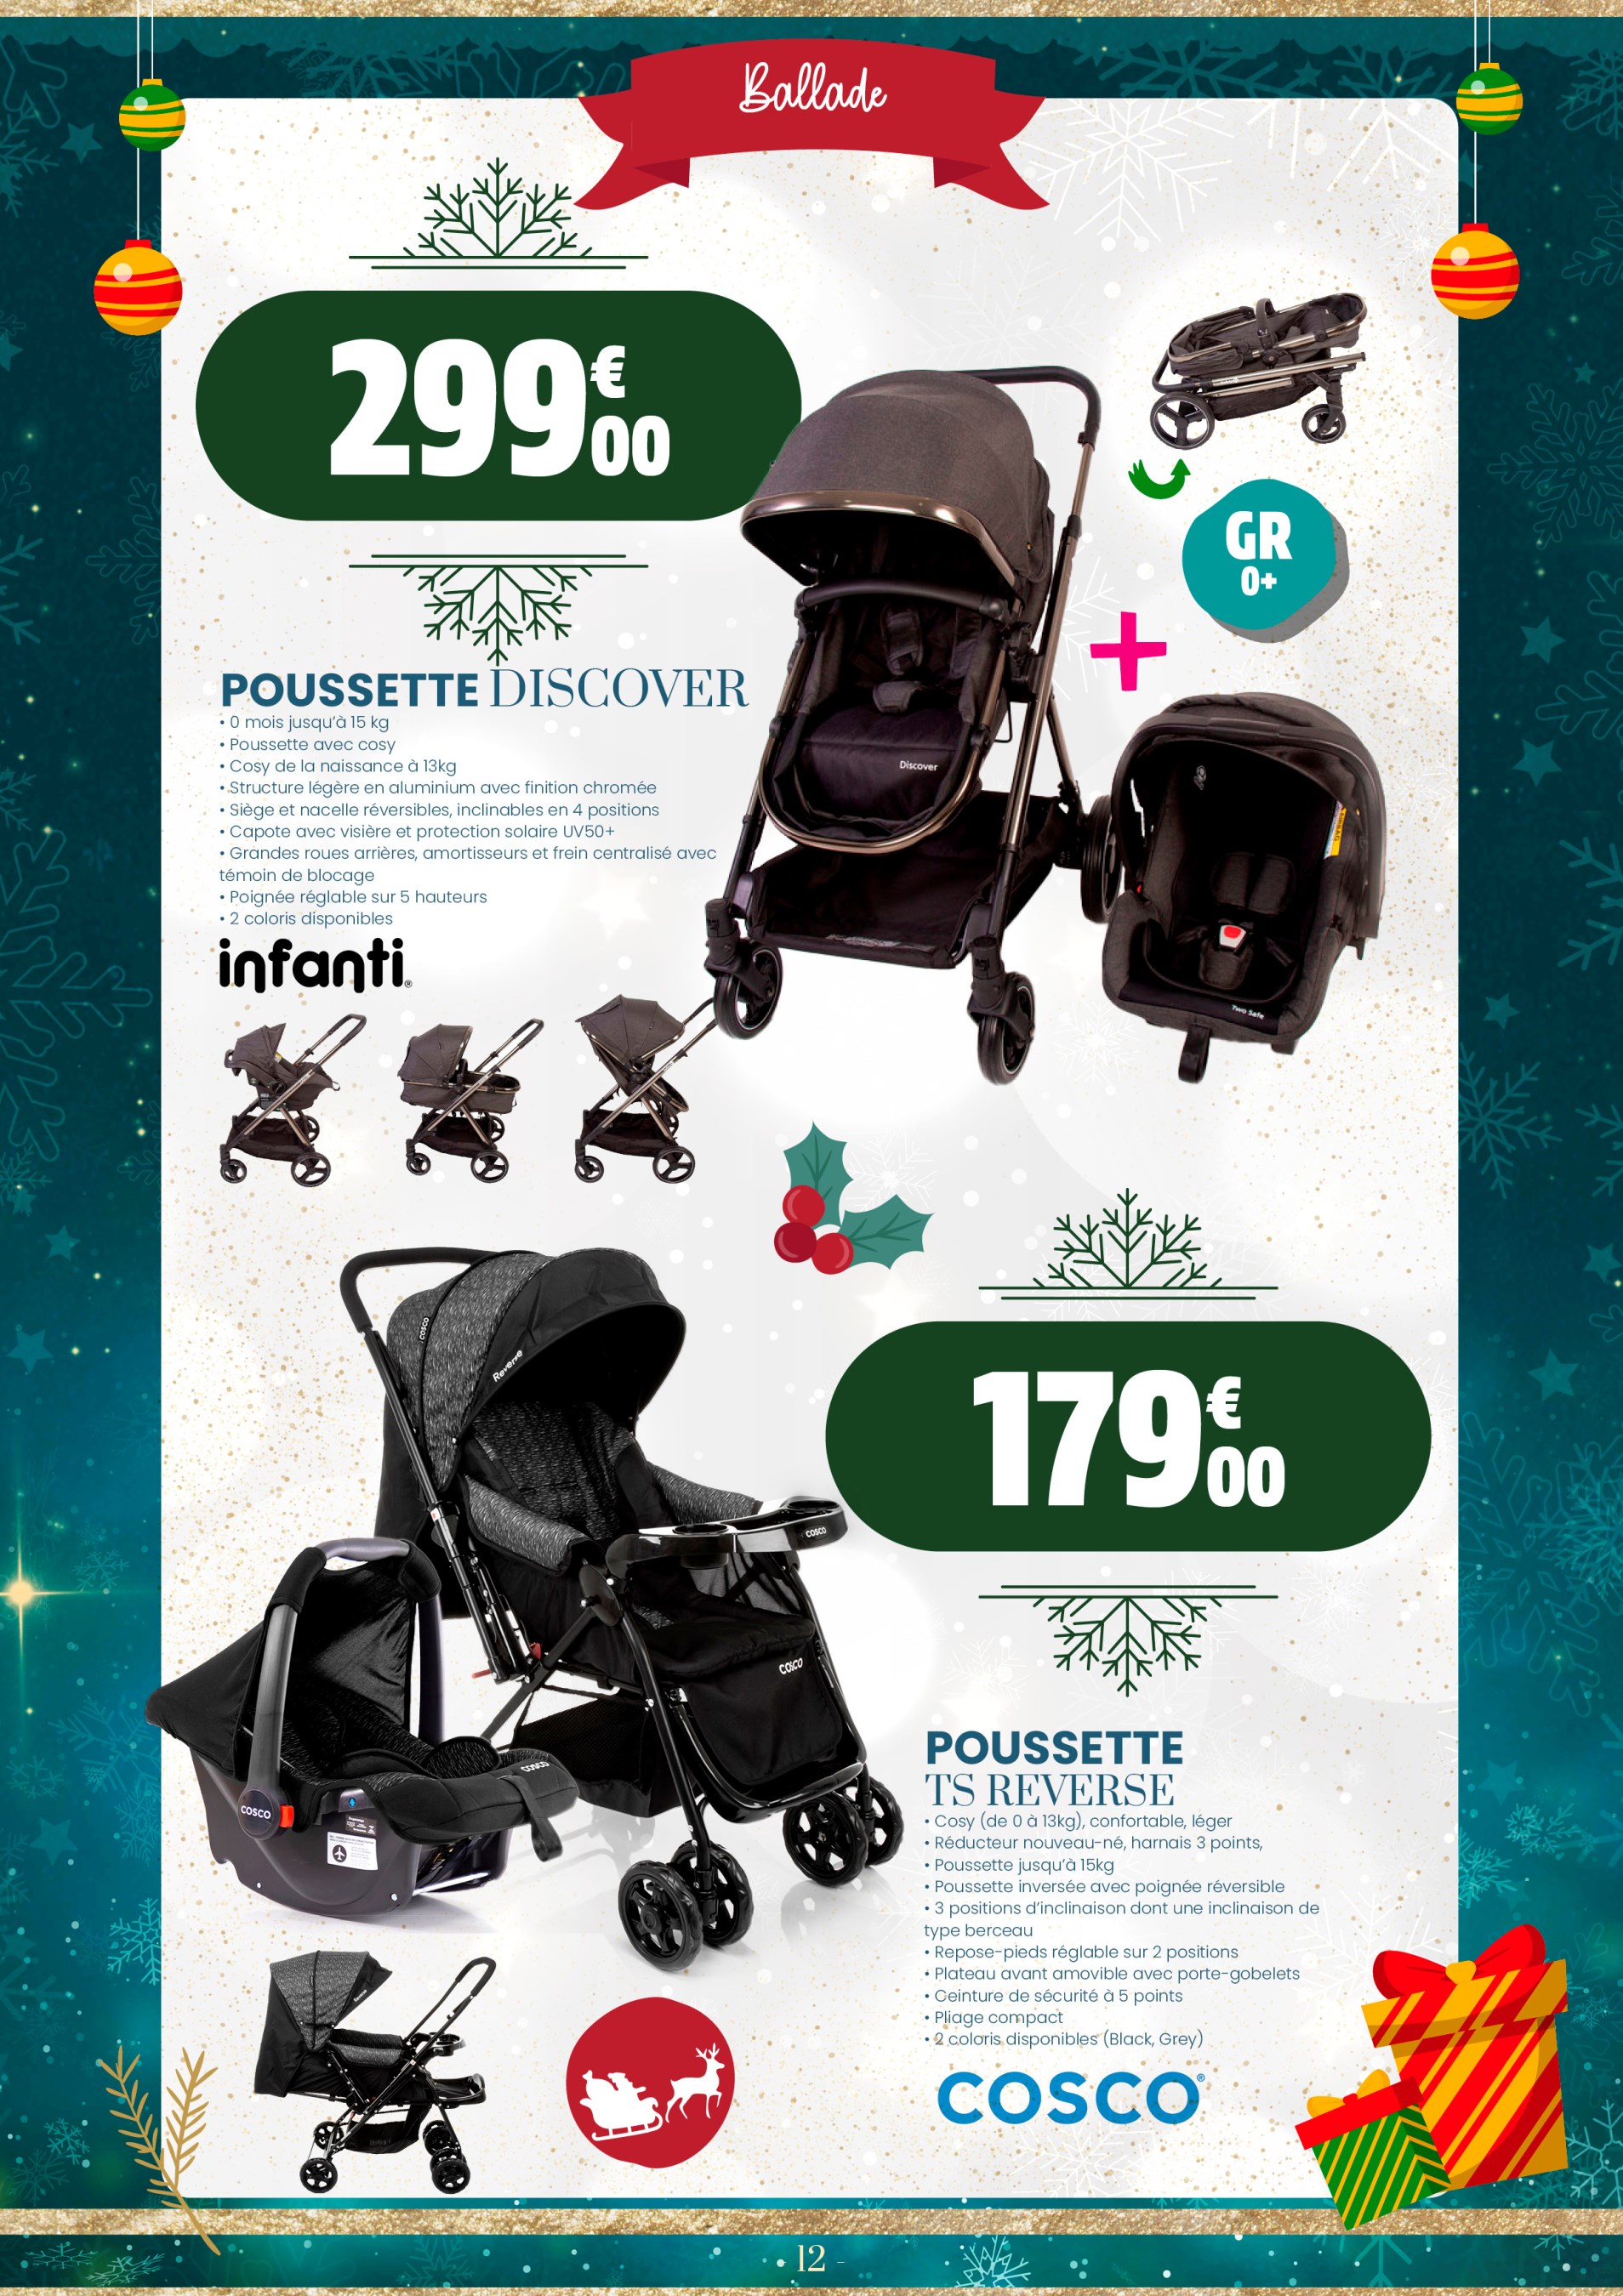 Ballade
299€00
GR
0+
POUSSETTE DISCOVER
• 0 mois jusqu'à 15 kg
• Poussette avec cosy
• Cosy de la naissance à 13kg
• Structure légère en aluminium avec finition chromée
• Siège et nacelle réversibles, inclinables en 4 positions
• Capote avec visière et protection solaire UV50+
• Grandes roues arrières, amortisseurs et frein centralisé avec
témoin de blocage
• Poignée réglable sur 5 hauteurs
• 2 coloris disponibles
infanti®
Discover
Two Safe
COSCO
Reverse
COSCO
COSCO
COSCO
COSCO
179€00
POUSSETTE
TS REVERSE
• Cosy (de 0 à 13kg), confortable, léger
• Réducteur nouveau-né, harnais 3 points,
• Poussette jusqu'à 15kg
• Poussette inversée avec poignée réversible
• 3 positions d'inclinaison dont une inclinaison de
type berceau
• Repose-pieds réglable sur 2 positions
• Plateau avant amovible avec porte-gobelets
• Ceinture de sécurité à 5 points
• Pliage compact
• 2 coloris disponibles (Black, Grey)
COSCO®
- 12 -